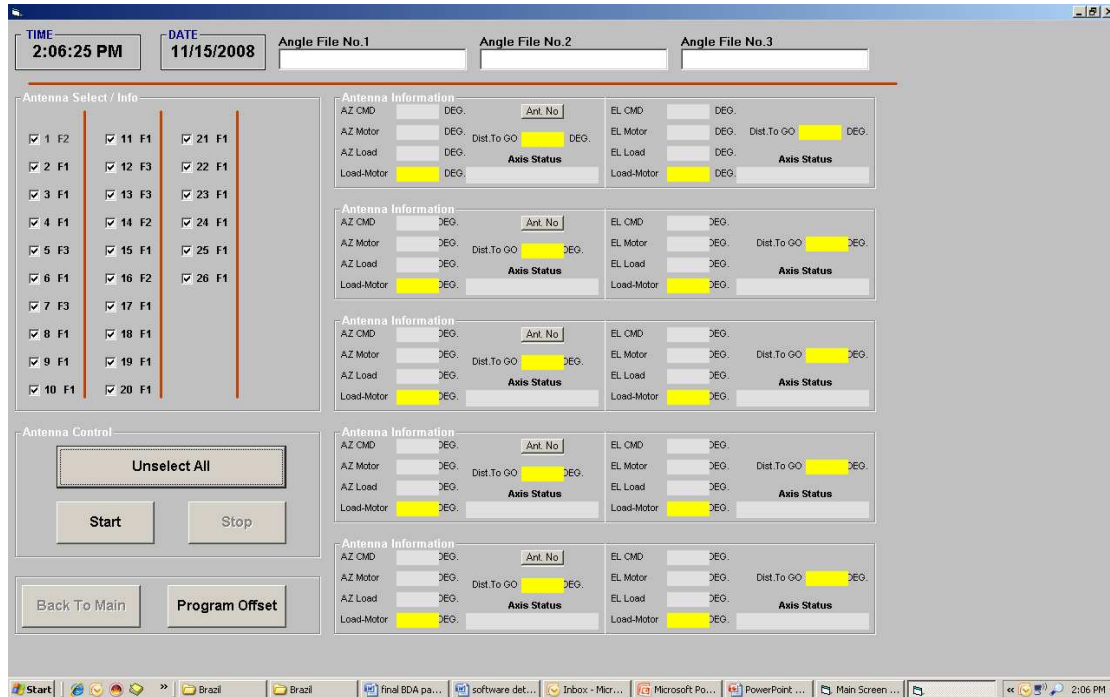 TIME
2:06:25 PM
DATE
11/15/2008
Angle File No.1
Angle File No.2
Angle File No.3
Antenna Select / Info
1 F2
11 F1
21 F1
2 F1
12 F3
22 F1
3 F1
13 F3
23 F1
4 F1
14 F2
24 F1
5 F3
15 F1
25 F1
6 F1
16 F2
26 F1
7 F3
17 F1
8 F1
18 F1
9 F1
19 F1
10 F1
20 F1
Antenna Control
Unselect All
Start
Stop
Back To Main
Program Offset
Antenna Information
AZ CMD DEG. Ant. No EL CMD DEG.
AZ Motor DEG. Dist.To GO DEG. EL Motor DEG. Dist.To GO DEG.
AZ Load DEG. Axis Status EL Load DEG. Axis Status
Load-Motor DEG. Load-Motor DEG.
Antenna Information
AZ CMD DEG. Ant. No EL CMD DEG.
AZ Motor DEG. Dist.To GO DEG. EL Motor DEG. Dist.To GO DEG.
AZ Load DEG. Axis Status EL Load DEG. Axis Status
Load-Motor DEG. Load-Motor DEG.
Antenna Information
AZ CMD DEG. Ant. No EL CMD DEG.
AZ Motor DEG. Dist.To GO DEG. EL Motor DEG. Dist.To GO DEG.
AZ Load DEG. Axis Status EL Load DEG. Axis Status
Load-Motor DEG. Load-Motor DEG.
Antenna Information
AZ CMD DEG. Ant. No EL CMD DEG.
AZ Motor DEG. Dist.To GO DEG. EL Motor DEG. Dist.To GO DEG.
AZ Load DEG. Axis Status EL Load DEG. Axis Status
Load-Motor DEG. Load-Motor DEG.
Antenna Information
AZ CMD DEG. Ant. No EL CMD DEG.
AZ Motor DEG. Dist.To GO DEG. EL Motor DEG. Dist.To GO DEG.
AZ Load DEG. Axis Status EL Load DEG. Axis Status
Load-Motor DEG. Load-Motor DEG.
Start » Brazil Brazil final BDA pa... software det... Inbox - Micr... Microsoft Po... PowerPoint ... Main Screen ... « 2:06 PM